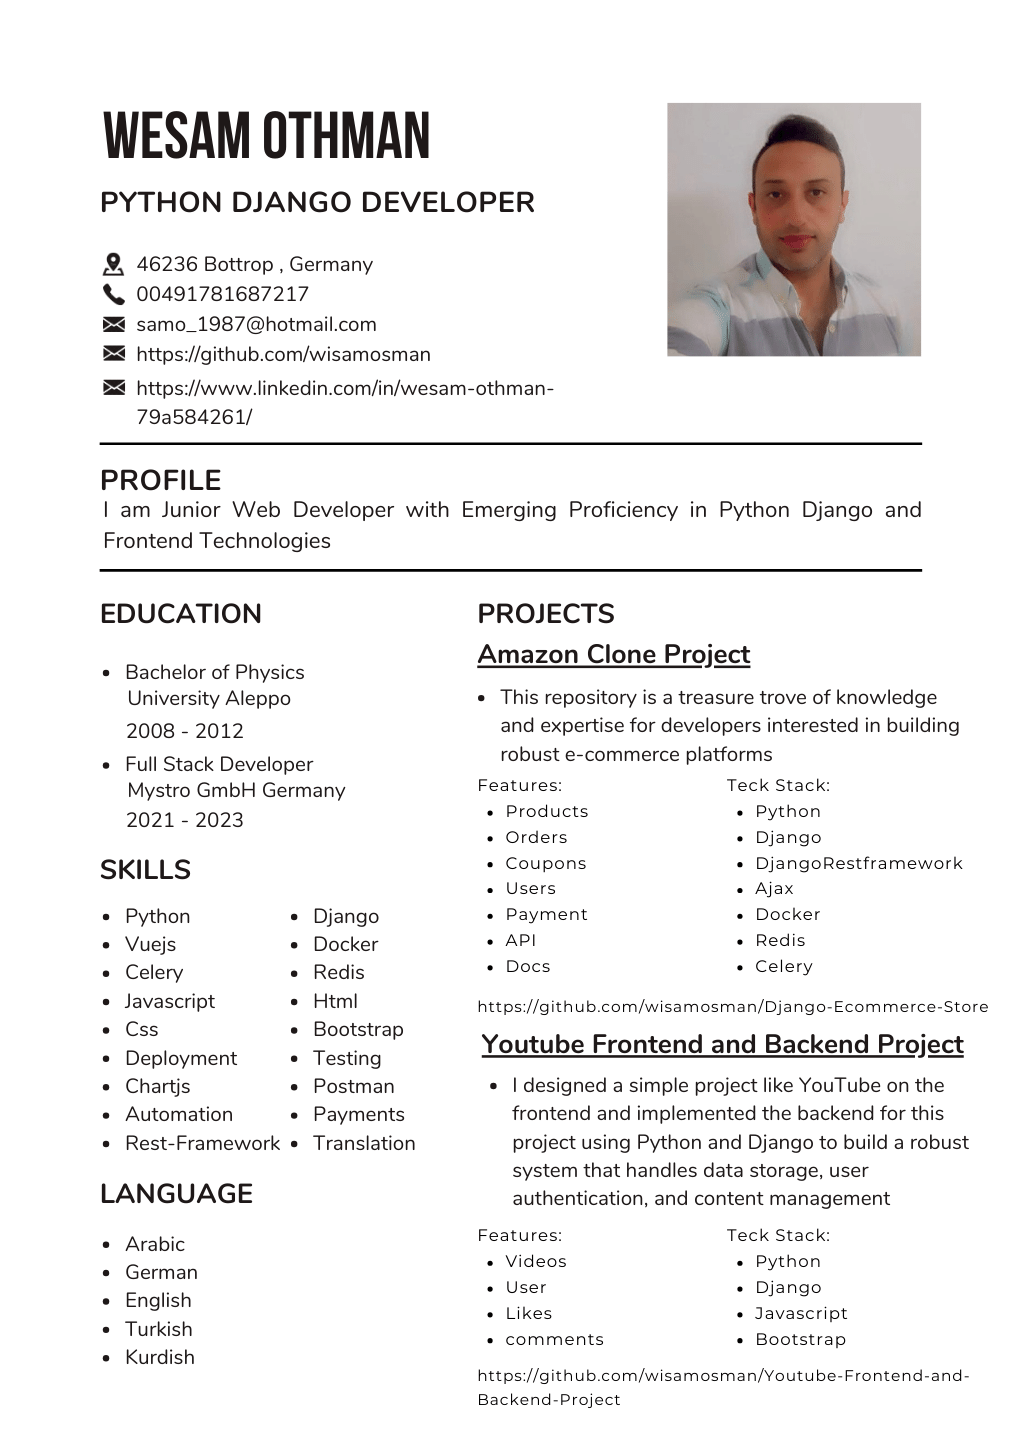 WESAM OTHMAN
PYTHON DJANGO DEVELOPER
46236 Bottrop , Germany
00491781687217
samo_1987@hotmail.com
https://github.com/wisamosman
https://www.linkedin.com/in/wesam-othman-
79a584261/
PROFILE
I am Junior Web Developer with Emerging Proficiency in Python Django and
Frontend Technologies
EDUCATION
Bachelor of Physics
University Aleppo
2008 - 2012
Full Stack Developer
Mystro GmbH Germany
2021 - 2023
SKILLS
Python
Vuejs
Celery
Javascript
Css
Deployment
Chartjs
Automation
Rest-Framework
Django
Docker
Redis
Html
Bootstrap
Testing
Postman
Payments
Translation
LANGUAGE
Arabic
German
English
Turkish
Kurdish
PROJECTS
Amazon Clone Project
This repository is a treasure trove of knowledge
and expertise for developers interested in building
robust e-commerce platforms
Features:
Products
Orders
Coupons
Users
Payment
API
Docs
Teck Stack:
Python
Django
DjangoRestframework
Ajax
Docker
Redis
Celery
https://github.com/wisamosman/Django-Ecommerce-Store
Youtube Frontend and Backend Project
I designed a simple project like YouTube on the
frontend and implemented the backend for this
project using Python and Django to build a robust
system that handles data storage, user
authentication, and content management
Features:
Videos
User
Likes
comments
Teck Stack:
Python
Django
Javascript
Bootstrap
https://github.com/wisamosman/Youtube-Frontend-and-
Backend-Project